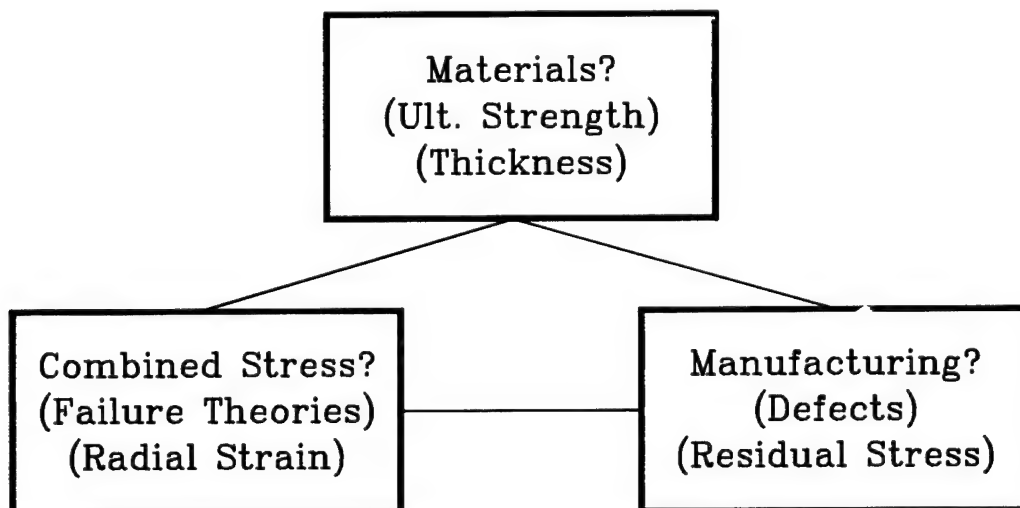 Materials?
(Ult. Strength)
(Thickness)
Combined Stress?
(Failure Theories)
(Radial Strain)
Manufacturing?
(Defects)
(Residual Stress)